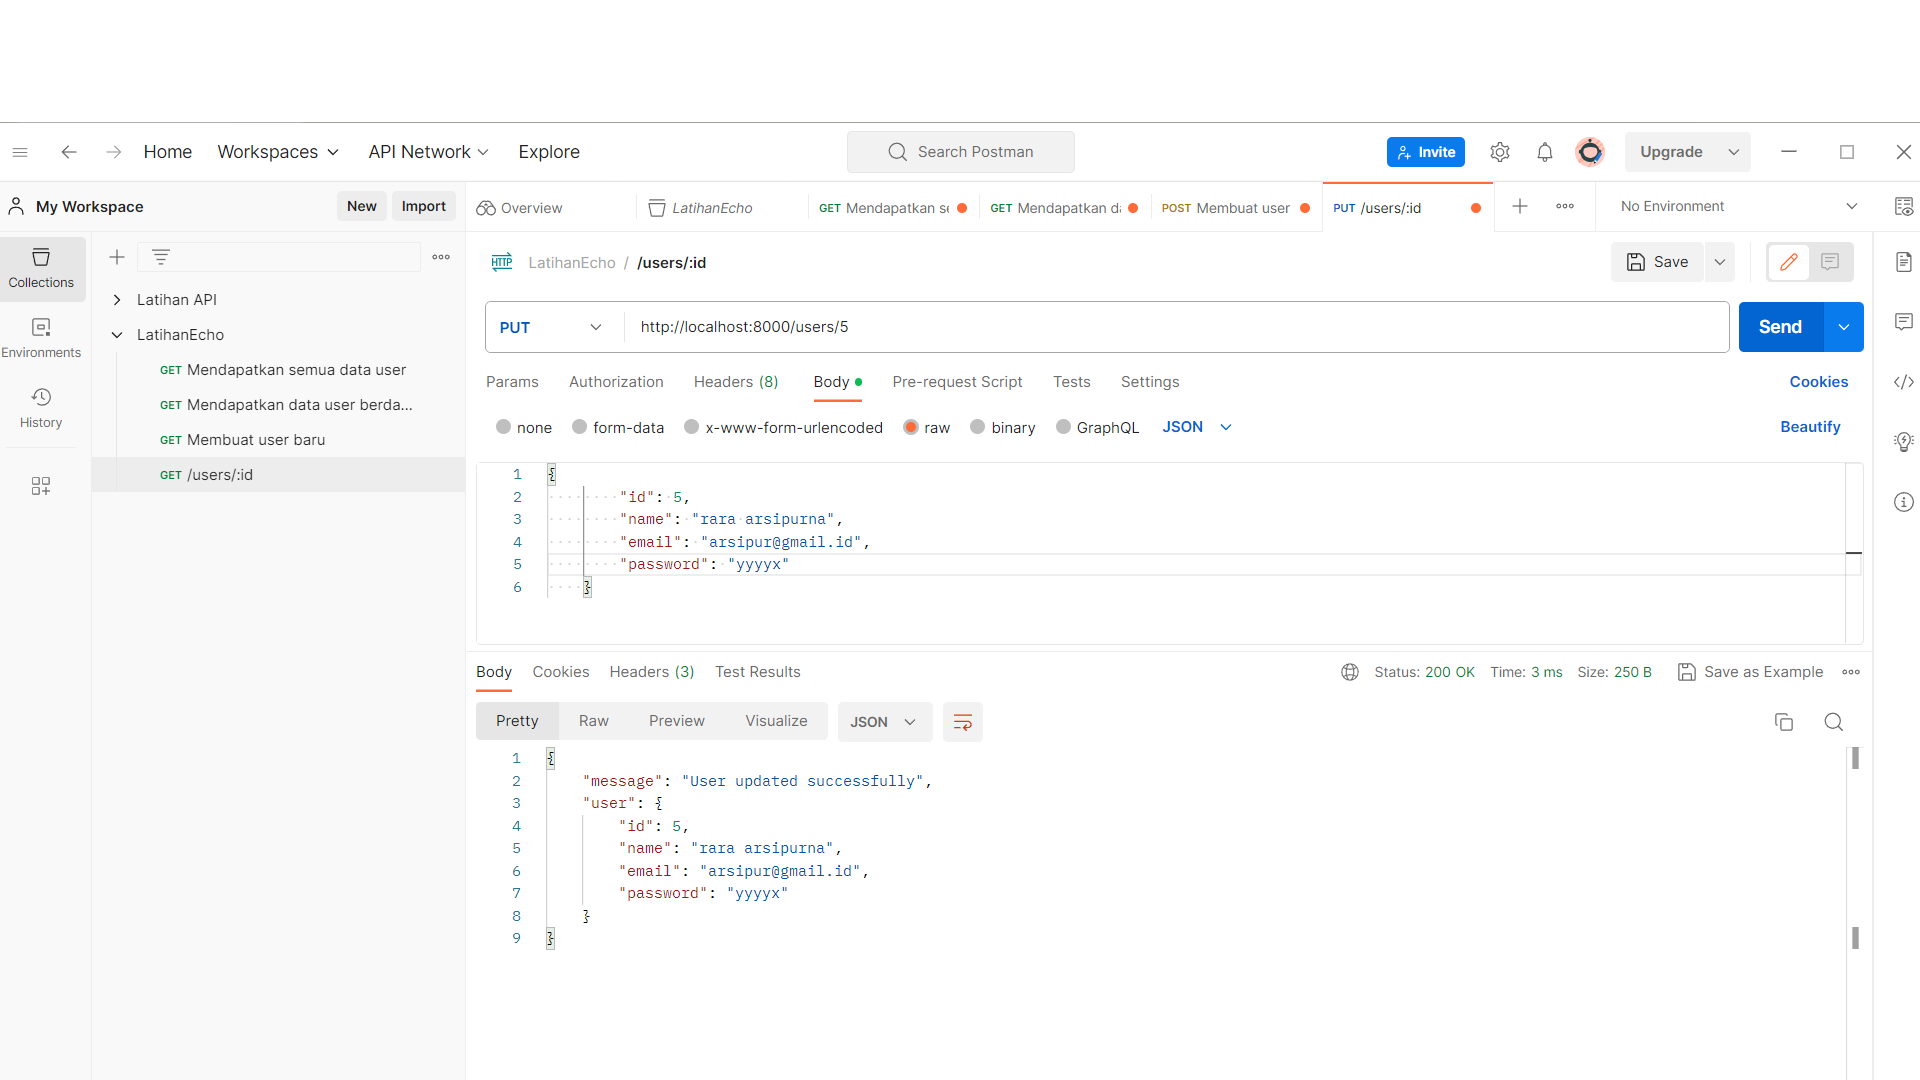 Home Workspaces API Network Explore Search Postman Invite Upgrade
My Workspace New Import Overview LatihanEcho GET Mendapatkan se GET Mendapatkan da POST Membuat user PUT /users/:id No Environment
Collections
Environments
History
Latihan API
LatihanEcho
GET Mendapatkan semua data user
GET Mendapatkan data user berda...
GET Membuat user baru
GET /users/:id
HTTP LatihanEcho / /users/:id Save
PUT http://localhost:8000/users/5 Send
Params Authorization Headers (8) Body Pre-request Script Tests Settings Cookies
none form-data x-www-form-urlencoded raw binary GraphQL JSON Beautify
1 {
2 "id": 5,
3 "name": "rara arsipurna",
4 "email": "arsipur@gmail.id",
5 "password": "yyyyx"
6 }
Body Cookies Headers (3) Test Results Status: 200 OK Time: 3 ms Size: 250 B Save as Example
Pretty Raw Preview Visualize JSON
1 {
2 "message": "User updated successfully",
3 "user": {
4 "id": 5,
5 "name": "rara arsipurna",
6 "email": "arsipur@gmail.id",
7 "password": "yyyyx"
8 }
9 }